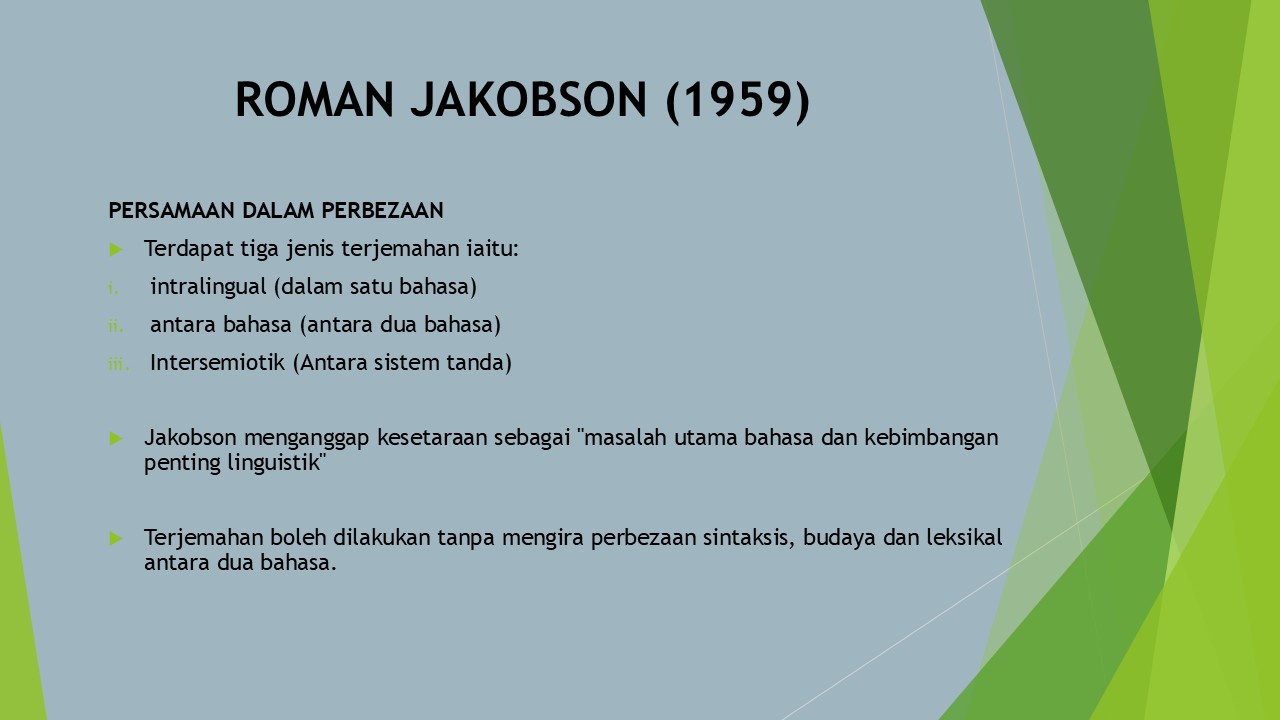 ROMAN JAKOBSON (1959)
PERSAMAAN DALAM PERBEZAAN
Terdapat tiga jenis terjemahan iaitu:
i. intralingual (dalam satu bahasa)
ii. antara bahasa (antara dua bahasa)
iii. Intersemiotik (Antara sistem tanda)
Jakobson menganggap kesetaraan sebagai "masalah utama bahasa dan kebimbangan
penting linguistik"
Terjemahan boleh dilakukan tanpa mengira perbezaan sintaksis, budaya dan leksikal
antara dua bahasa.